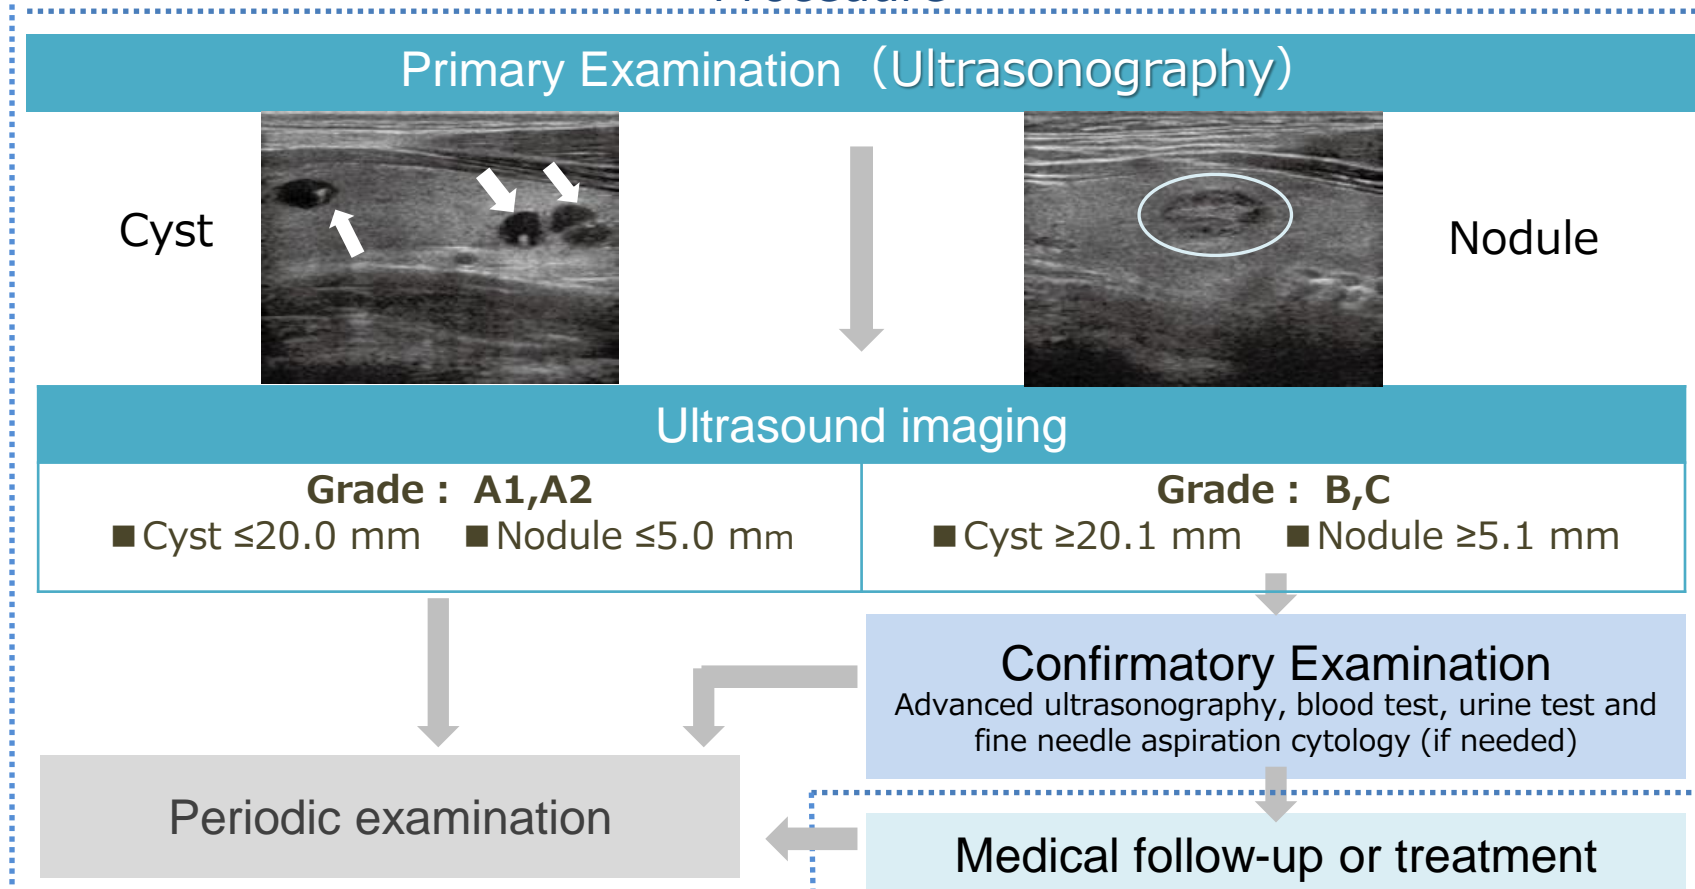 Procedure
Primary Examination（Ultrasonography）
Cyst
Nodule
Ultrasound imaging
Grade： A1,A2
■Cyst ≤20.0 mm ■Nodule ≤5.0 mm
Grade： B,C
■Cyst ≥20.1 mm ■Nodule ≥5.1 mm
Confirmatory Examination
Advanced ultrasonography, blood test, urine test and
fine needle aspiration cytology (if needed)
Periodic examination
Medical follow-up or treatment